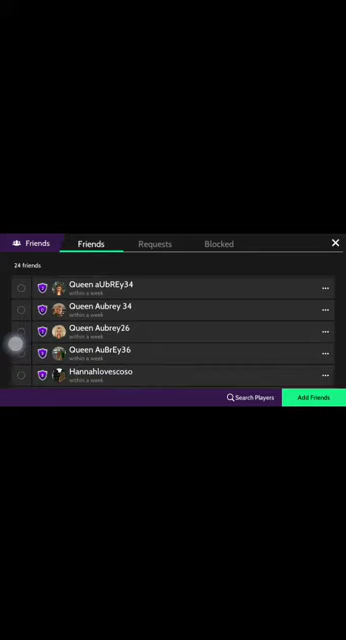 Friends
Friends
Requests
Blocked
24 friends
Queen aUbREy34
within a week
Queen Aubrey 34
within a week
Queen Aubrey26
within a week
Queen AuBrEy36
within a week
Hannahlovescoso
within a week
Search Players
Add Friends